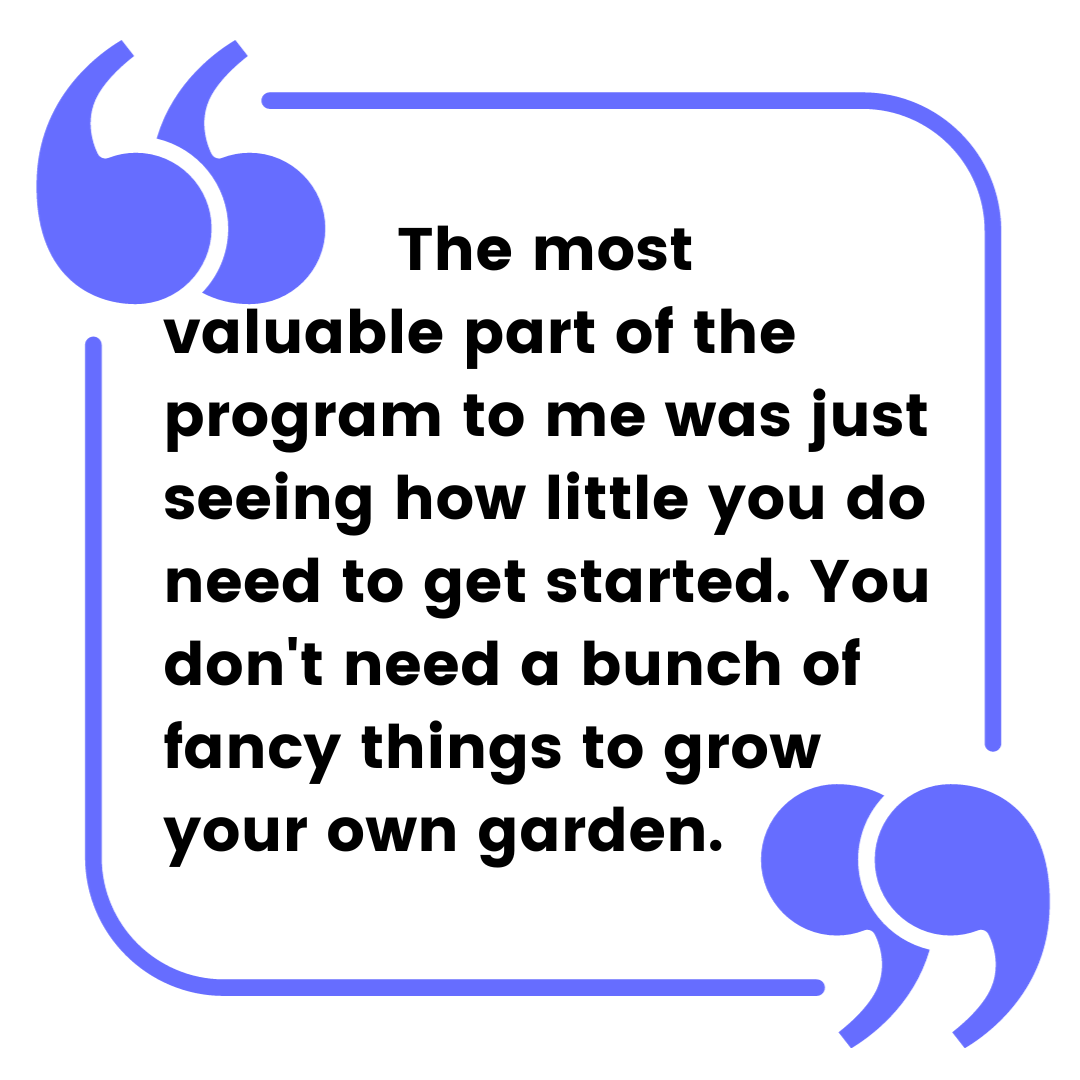 The most
valuable part of the
program to me was just
seeing how little you do
need to get started. You
don't need a bunch of
fancy things to grow
your own garden.